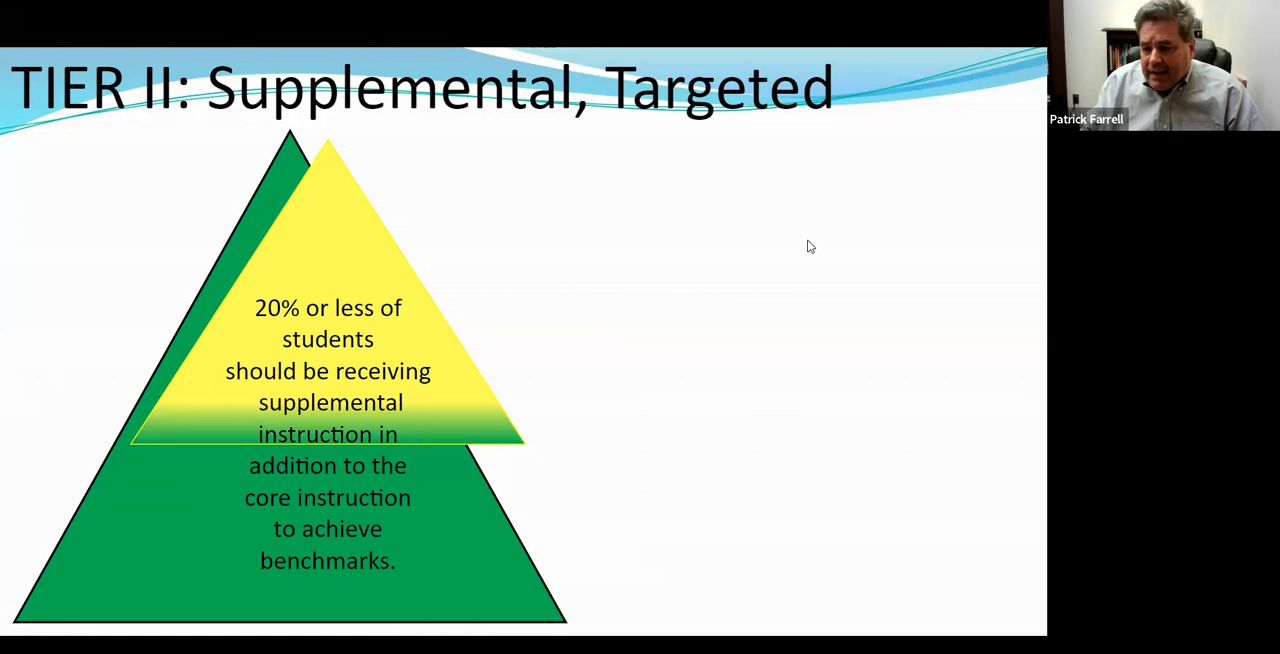 TIER II: Supplemental, Targeted
Patrick Farrell
20% or less of
students
should be receiving
supplemental
instruction in
addition to the
core instruction
to achieve
benchmarks.